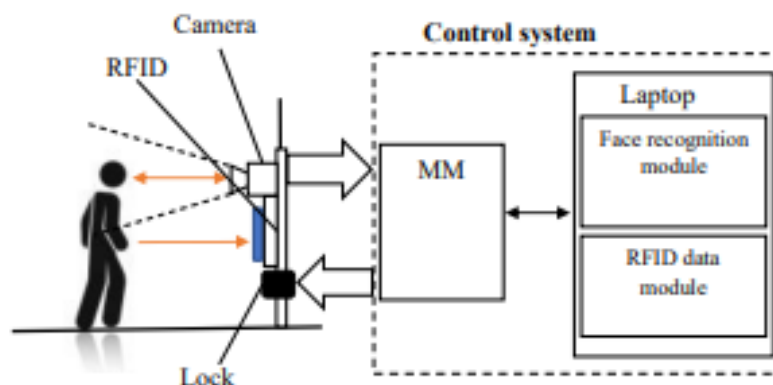 Camera
RFID
Control system
MM
Laptop
Face recognition
module
RFID data
module
Lock